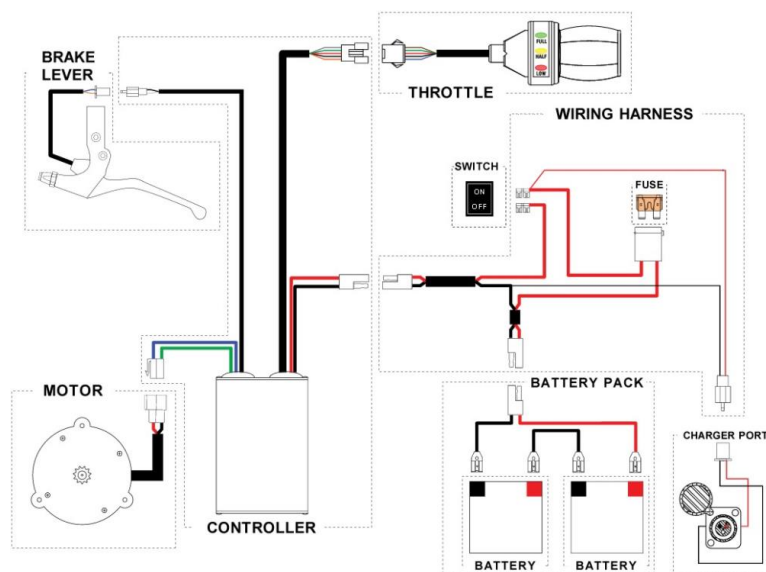 BRAKE
LEVER
FULL
HALF
LOW
THROTTLE
WIRING HARNESS
SWITCH
ON
OFF
FUSE
MOTOR
BATTERY PACK
CHARGER PORT
CONTROLLER
BATTERY
BATTERY